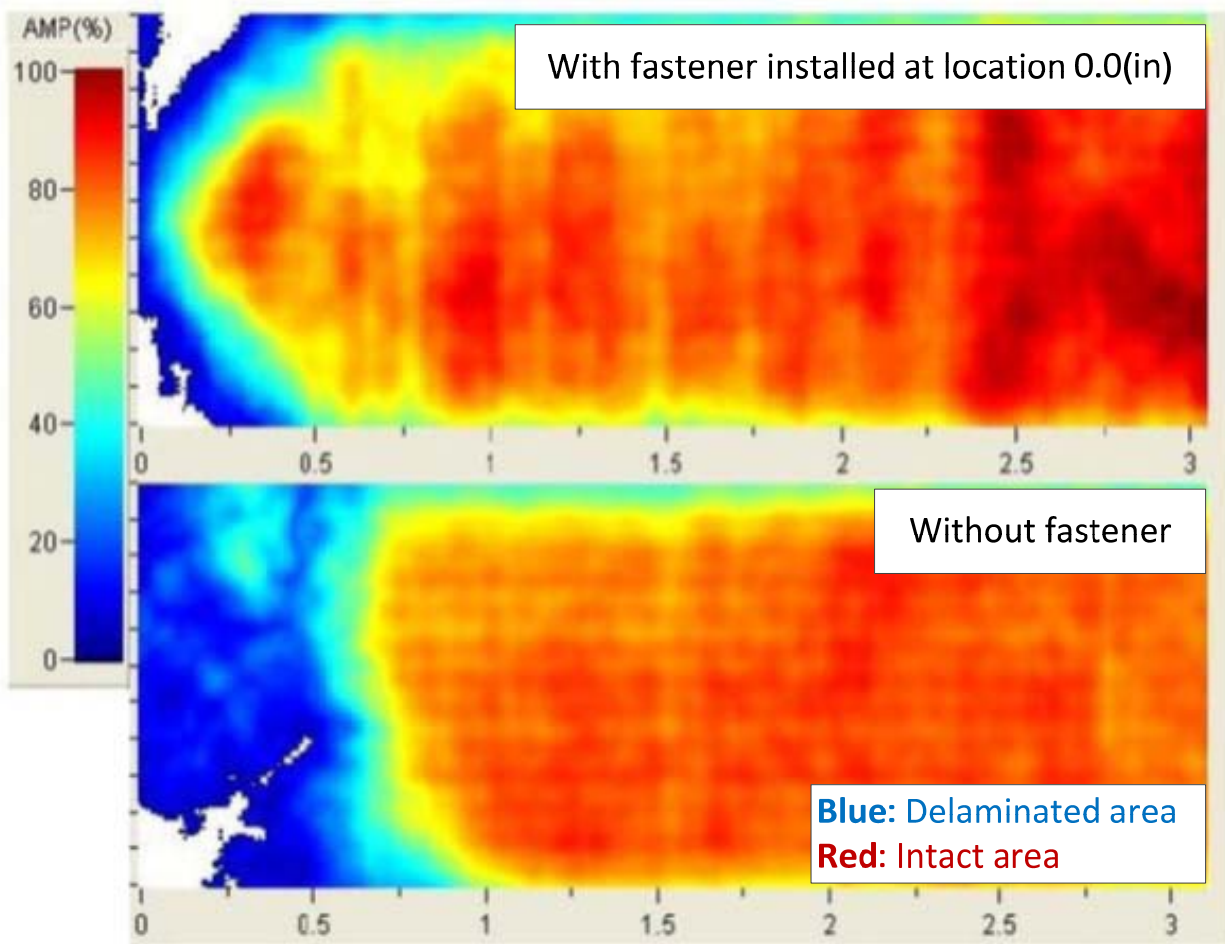 AMP(%)
100
80
60
40
20
0
With fastener installed at location 0.0(in)
0 0.5 1 1.5 2 2.5 3
Without fastener
Blue: Delaminated area
Red: Intact area
0 0.5 1 1.5 2 2.5 3